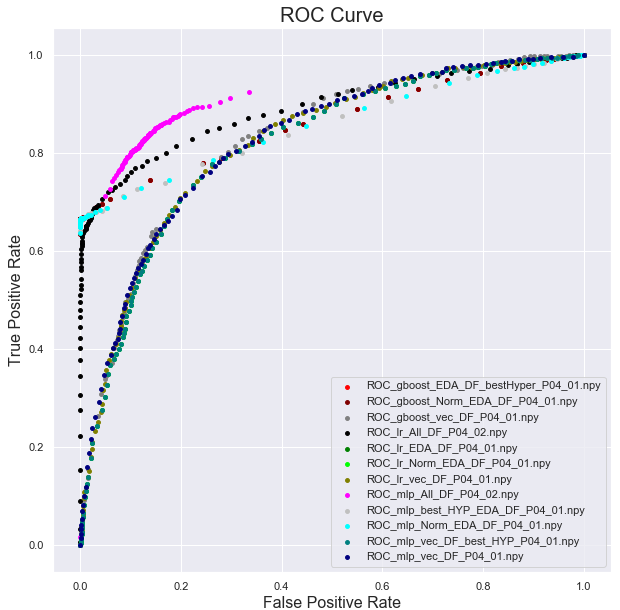 ROC Curve
1.0
0.8
0.6
0.4
0.2
0.0
True Positive Rate
ROC_gboost_EDA_DF_bestHyper_P04_01.npy
ROC_gboost_Norm_EDA_DF_P04_01.npy
ROC_gboost_vec_DF_P04_01.npy
ROC_lr_All_DF_P04_02.npy
ROC_lr_EDA_DF_P04_01.npy
ROC_lr_Norm_EDA_DF_P04_01.npy
ROC_lr_vec_DF_P04_01.npy
ROC_mlp_All_DF_P04_02.npy
ROC_mlp_best_HYP_EDA_DF_P04_01.npy
ROC_mlp_Norm_EDA_DF_P04_01.npy
ROC_mlp_vec_DF_best_HYP_P04_01.npy
ROC_mlp_vec_DF_P04_01.npy
0.0 0.2 0.4 0.6 0.8 1.0
False Positive Rate